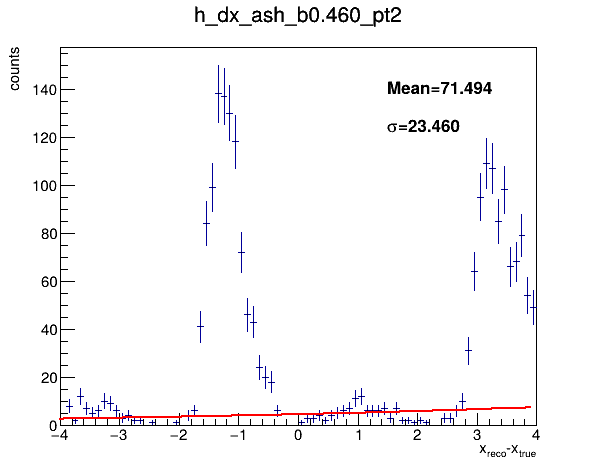 h_dx_ash_b0.460_pt2
counts
Mean=71.494
σ=23.460
140
120
100
80
60
40
20
0
−4 −3 −2 −1 0 1 2 3 4
x_reco-x_true